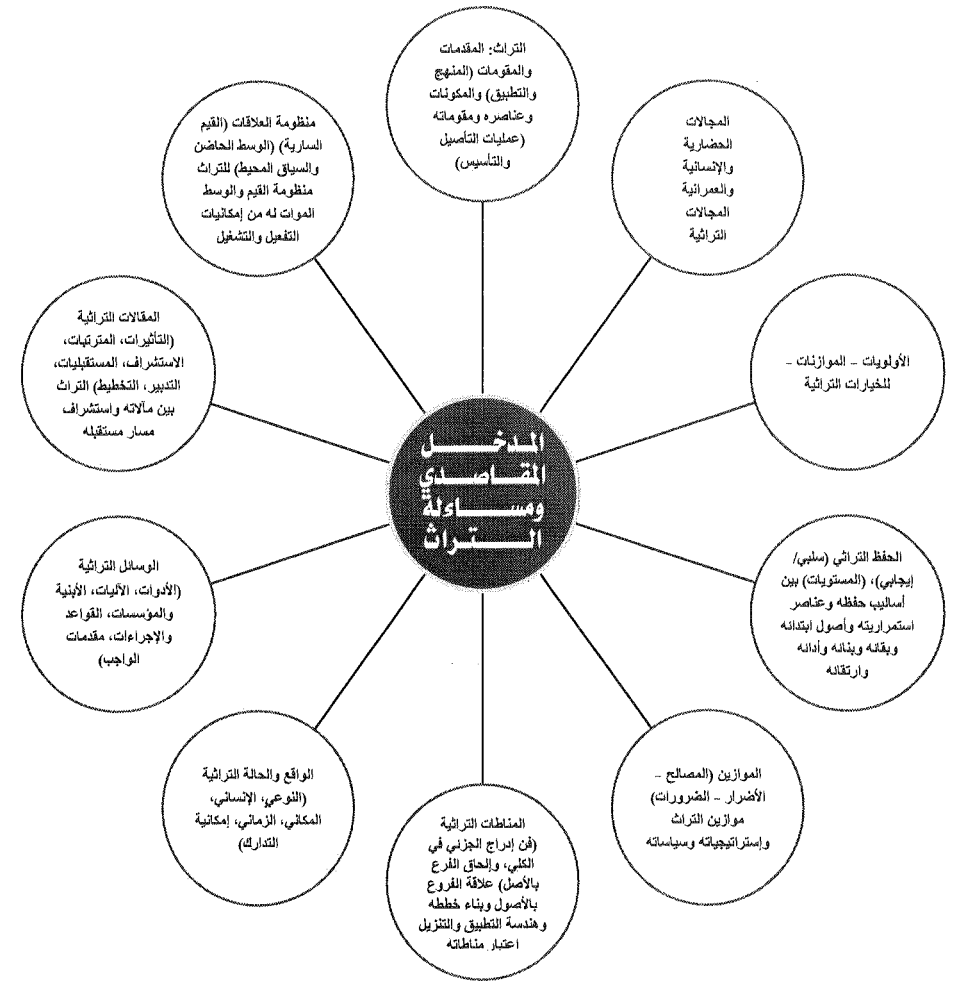 التراث: المقدمات
والمقومات (المنهج
والتطبيق) والمكونات
وعناصره ومقوماته
(عمليات التأصيل
والتأسيس)
المجالات
الحضارية
والإنسانية
والعمرانية
المجالات
التراثية
الأولويات – الموازنات –
للخيارات التراثية
الحفظ التراثي (سلبي/
إيجابي)، (المستويات) بين
أساليب حفظه وعناصر
استمراريته وأصول ابتدائه
وبقائه وبنائه وأدائه
وارتقائه
الموازين (المصالح –
الأضرار – الضرورات)
موازين التراث
وإستراتيجياته وسياساته
المناطات التراثية
(فن إدراج الجزئي في
الكلي، وإلحاق الفرع
بالأصل) علاقة الفروع
بالأصول وبناء خططه
وهندسة التطبيق والتنزيل
اعتبار مناطاته
الواقع والحالة التراثية
(النوعي، الإنساني،
المكاني، الزماني، إمكانية
التدارك)
الوسائل التراثية
(الأدوات، الآليات، الأبنية
والمؤسسات، القواعد
والإجراءات، مقدمات
الواجب)
المقالات التراثية
(التأثيرات، المترتبات،
الاستشراف، المستقبليات،
التدبير، التخطيط) التراث
بين مآلاته واستشراف
مسار مستقبله
منظومة العلاقات (القيم
السارية) (الوسط الحاضن
والسياق المحيط) للتراث
منظومة القيم والوسط
الموات له من إمكانيات
التفعيل والتشغيل
المدخل
المقاصدي
ومساءلة
التراث